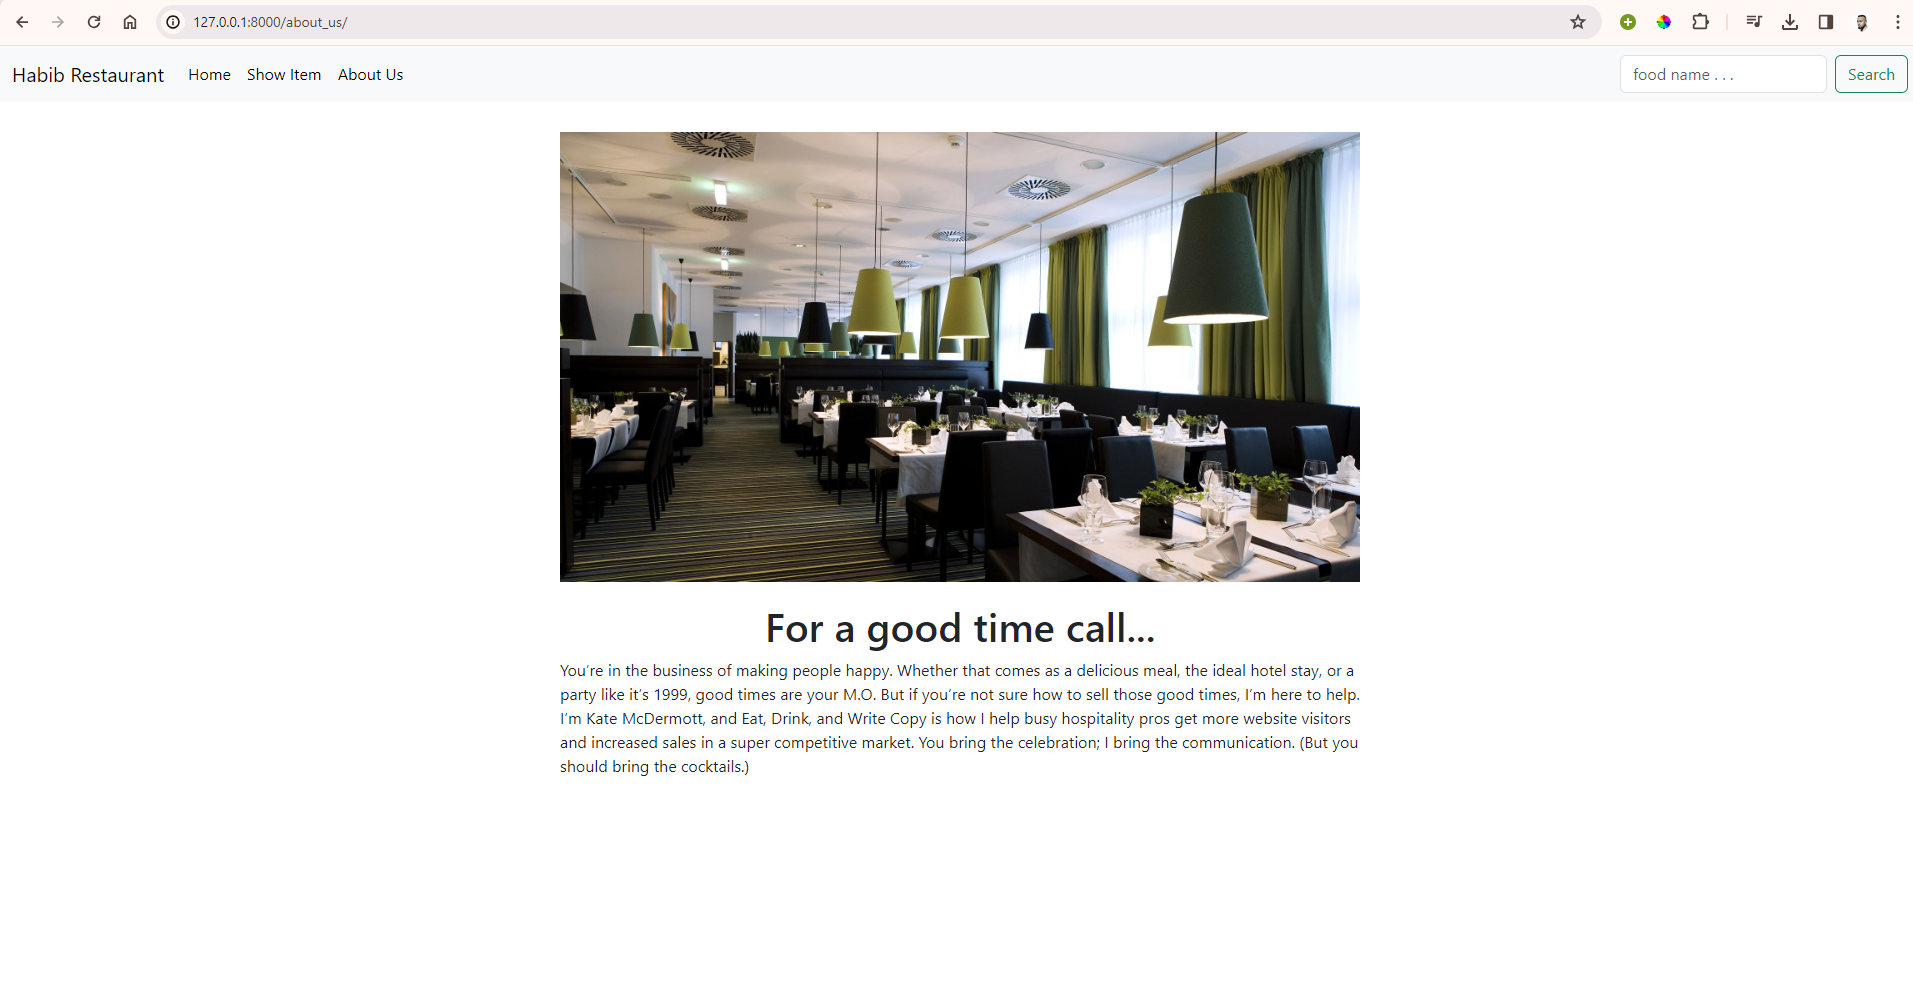 127.0.0.1:8000/about_us/
Habib Restaurant Home Show Item About Us food name . . . Search
For a good time call...
You’re in the business of making people happy. Whether that comes as a delicious meal, the ideal hotel stay, or a
party like it’s 1999, good times are your M.O. But if you’re not sure how to sell those good times, I’m here to help.
I’m Kate McDermott, and Eat, Drink, and Write Copy is how I help busy hospitality pros get more website visitors
and increased sales in a super competitive market. You bring the celebration; I bring the communication. (But you
should bring the cocktails.)